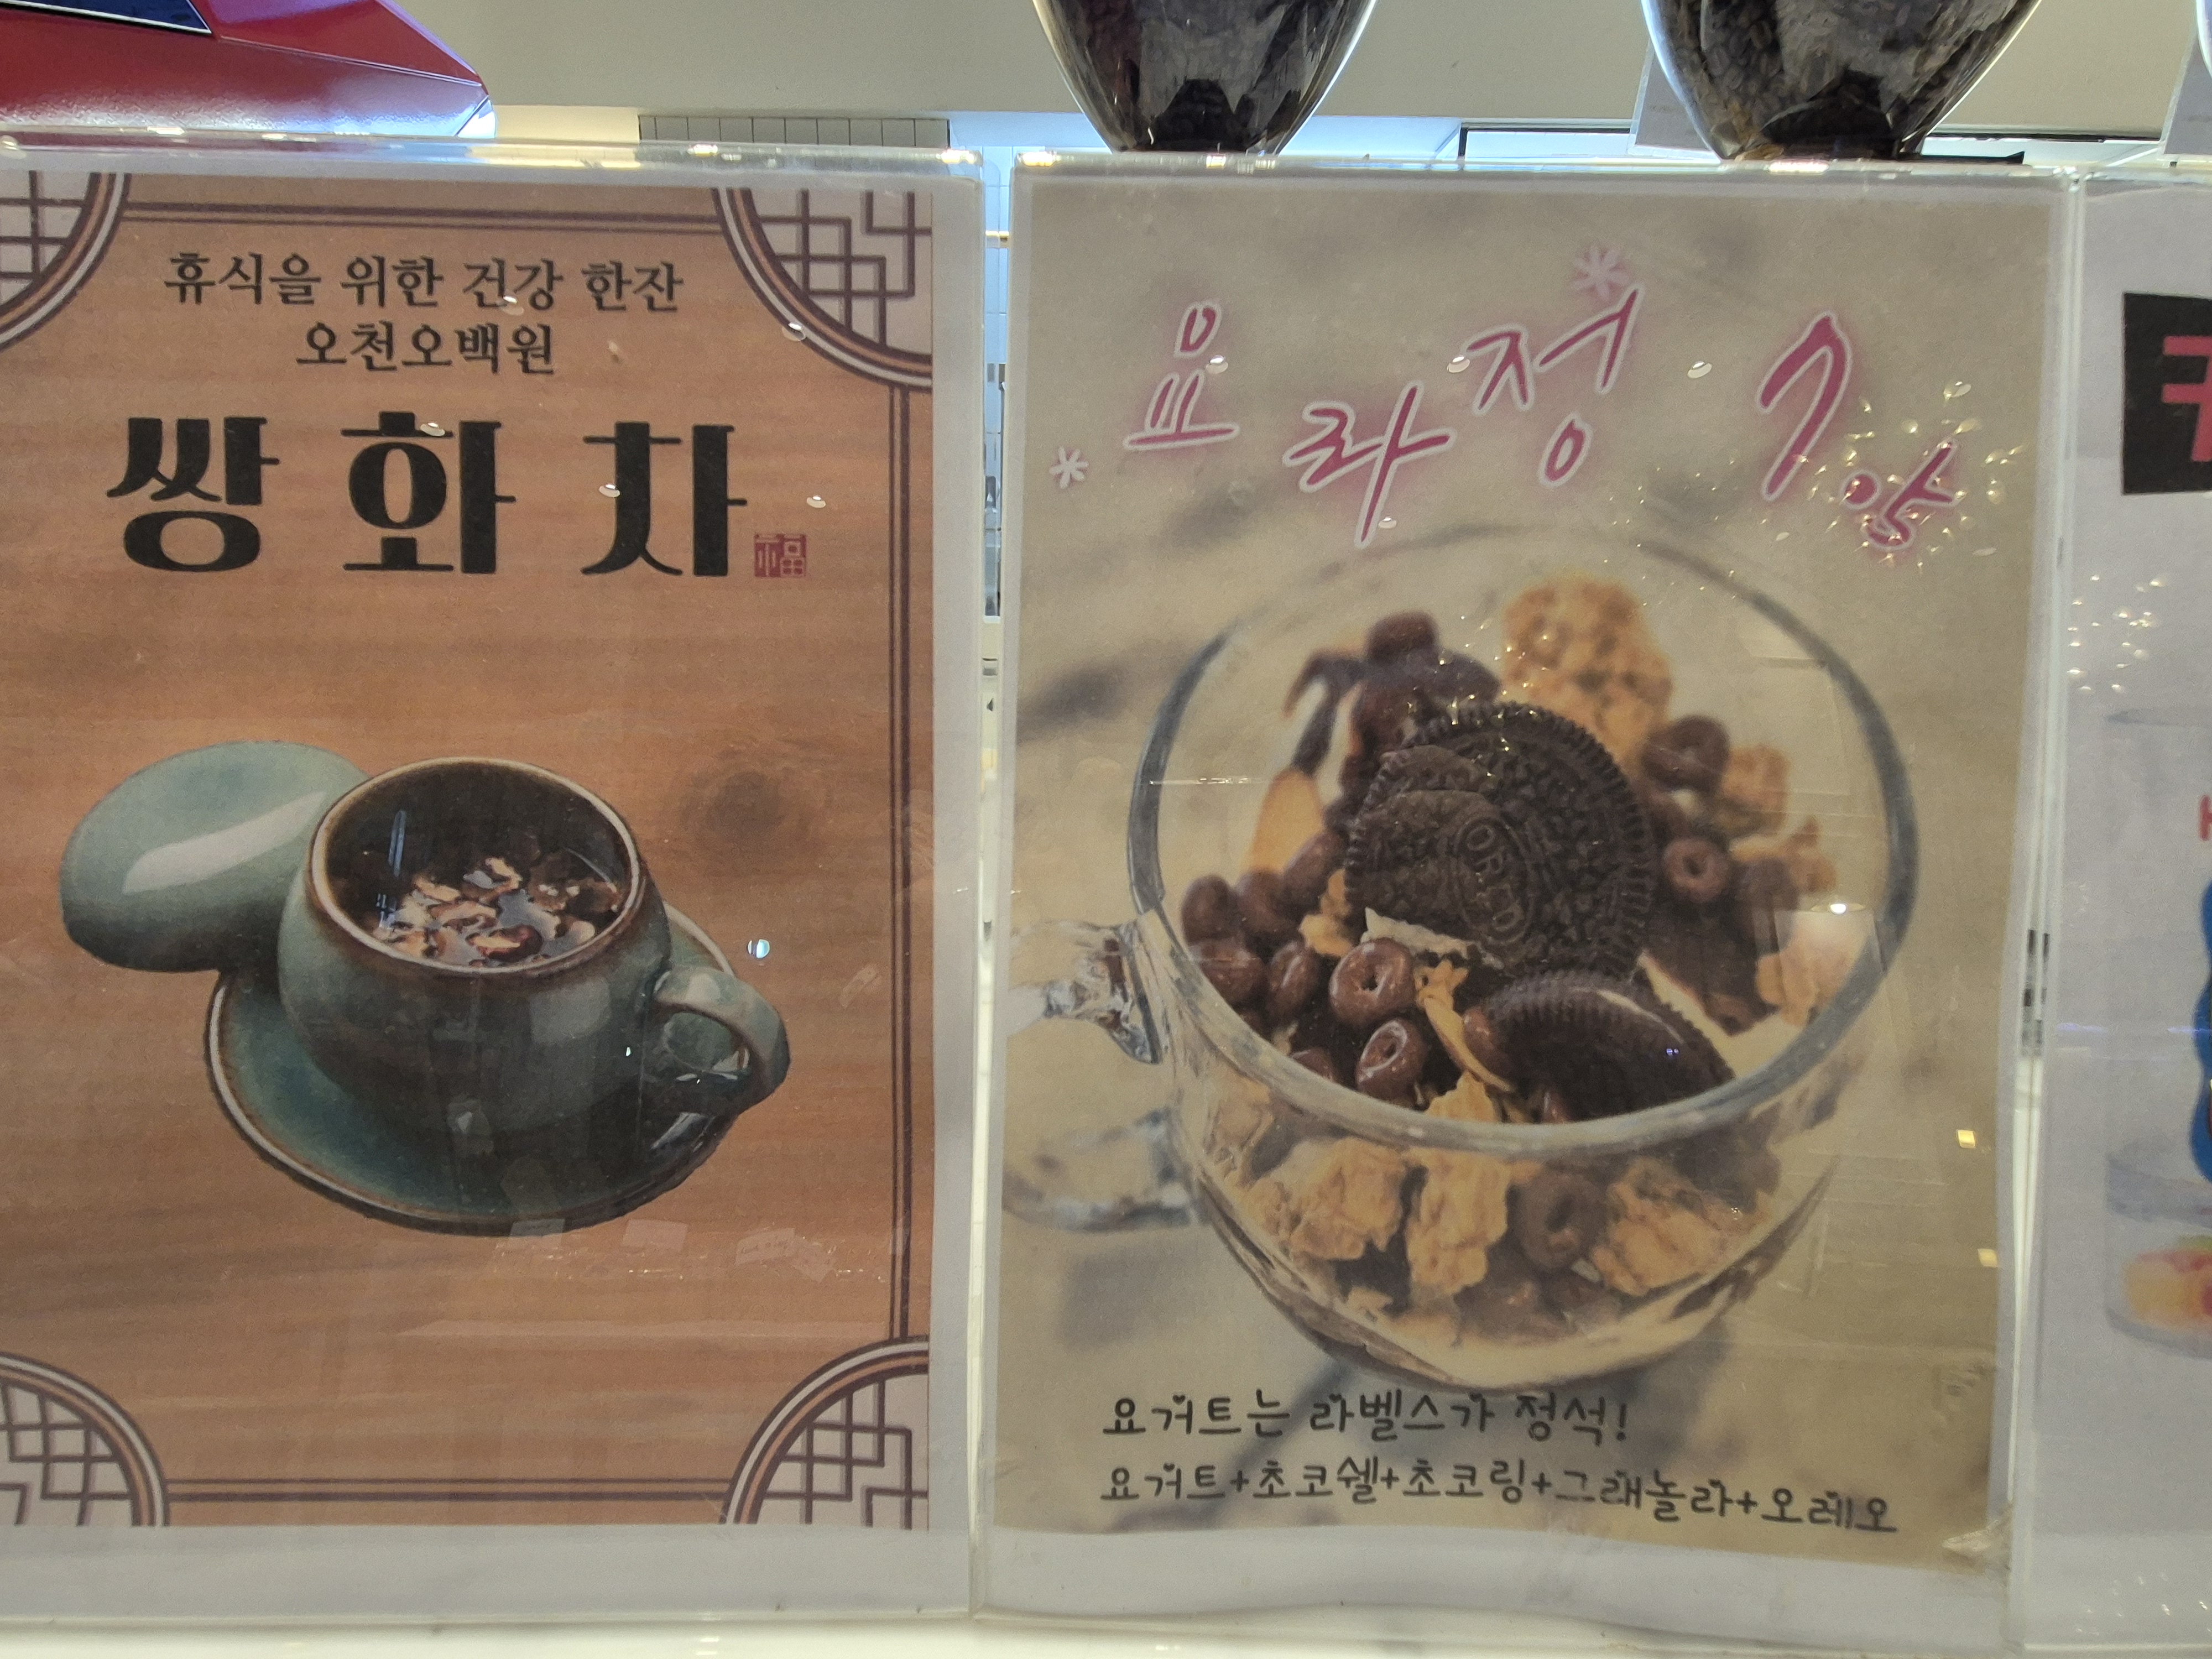 휴식을 위한 건강 한잔
오천오백원
쌍화차
福
요라정
OREO
요거트는 라벨스가 정석!
요거트+초코쉘+초코링+그래놀라+오레오